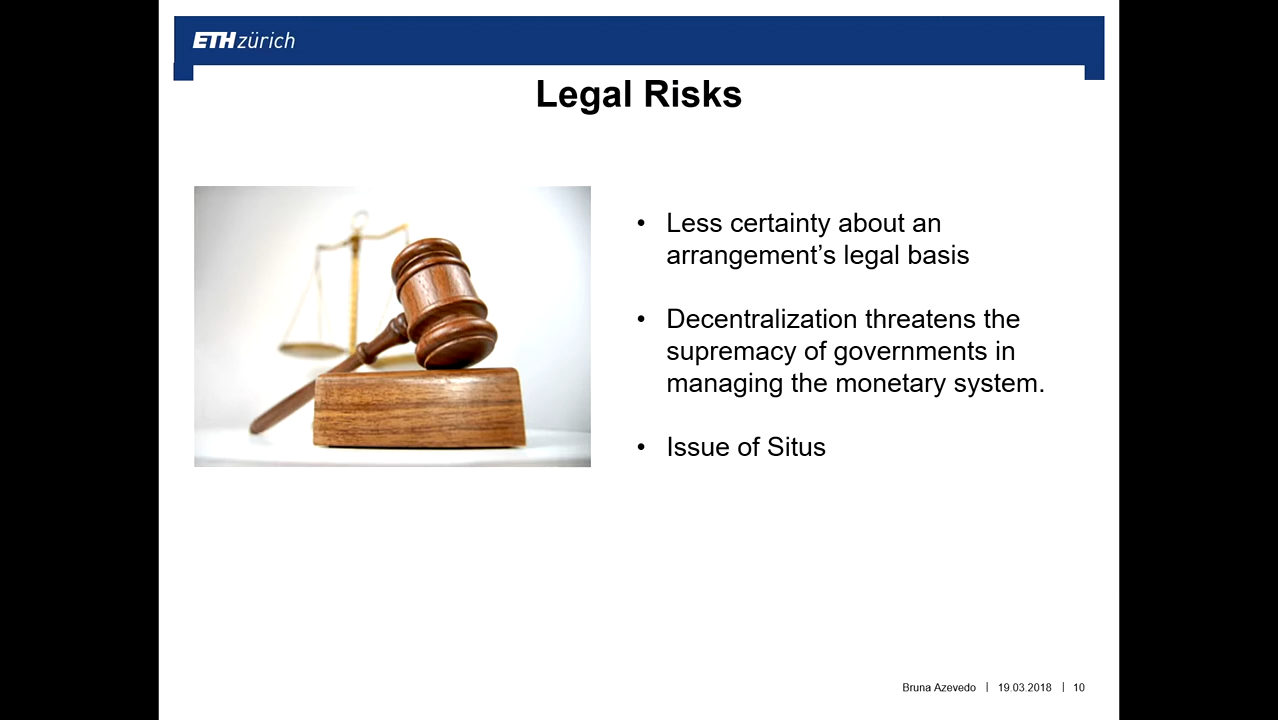 ETH zürich
Legal Risks
• Less certainty about an
arrangement’s legal basis
• Decentralization threatens the
supremacy of governments in
managing the monetary system.
• Issue of Situs
Bruna Azevedo | 19.03.2018 | 10